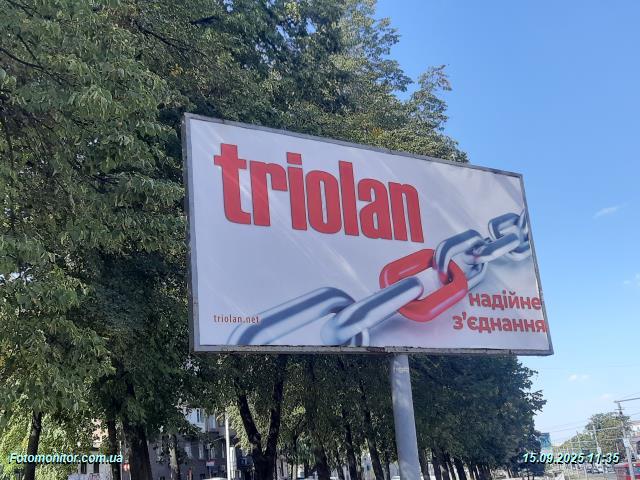 triolan
triolan.net
надійне
з'єднання
Fotomonitor.com.ua
15.09.2025 11:35